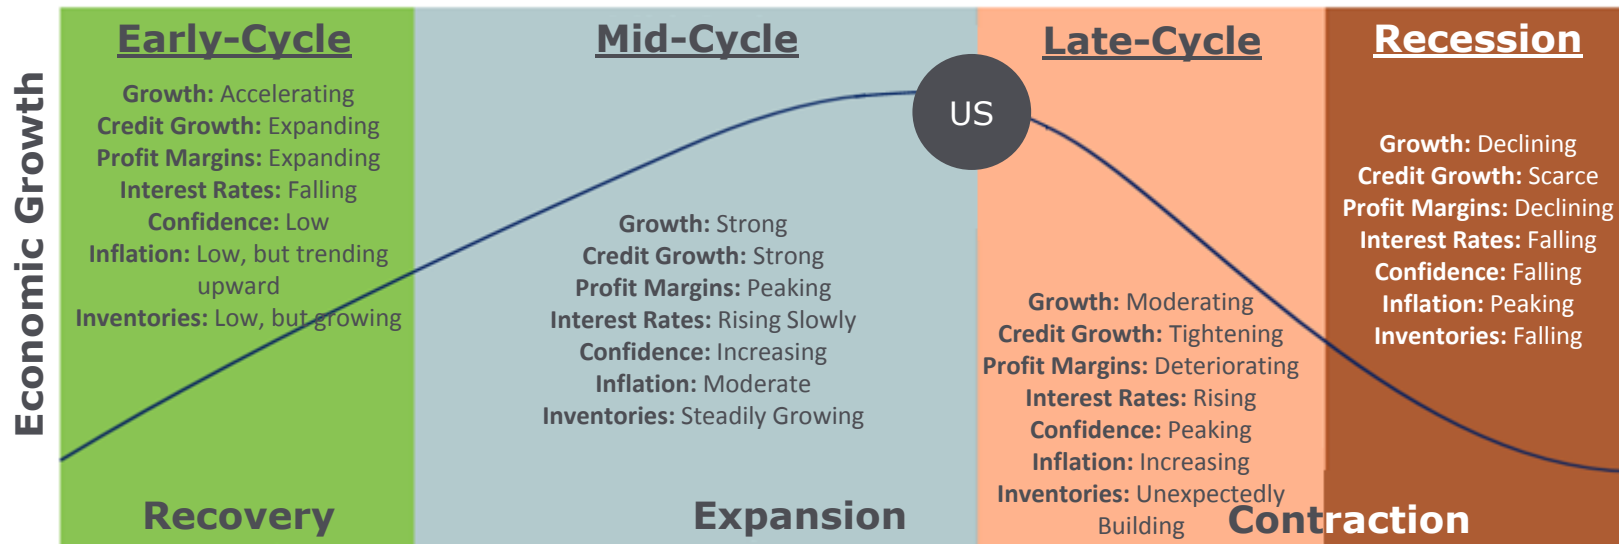 Economic Growth
Early-Cycle
Growth: Accelerating
Credit Growth: Expanding
Profit Margins: Expanding
Interest Rates: Falling
Confidence: Low
Inflation: Low, but trending
upward
Inventories: Low, but growing
Recovery
Mid-Cycle
Growth: Strong
Credit Growth: Strong
Profit Margins: Peaking
Interest Rates: Rising Slowly
Confidence: Increasing
Inflation: Moderate
Inventories: Steadily Growing
Expansion
US
Late-Cycle
Growth: Moderating
Credit Growth: Tightening
Profit Margins: Deteriorating
Interest Rates: Rising
Confidence: Peaking
Inflation: Increasing
Inventories: Unexpectedly
Building
Recession
Growth: Declining
Credit Growth: Scarce
Profit Margins: Declining
Interest Rates: Falling
Confidence: Falling
Inflation: Peaking
Inventories: Falling
Contraction